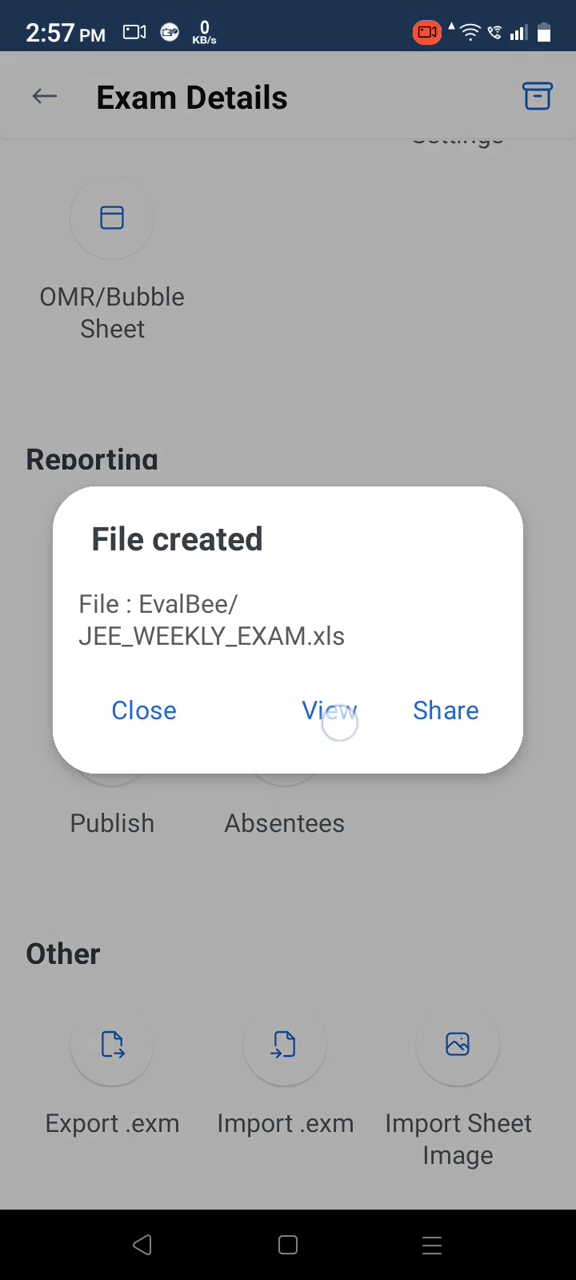 2:57 PM
0
KB/s
Exam Details
Settings
OMR/Bubble
Sheet
Reporting
File created
File : EvalBee/
JEE_WEEKLY_EXAM.xls
Close View Share
Publish Absentees
Other
Export .exm Import .exm Import Sheet
Image